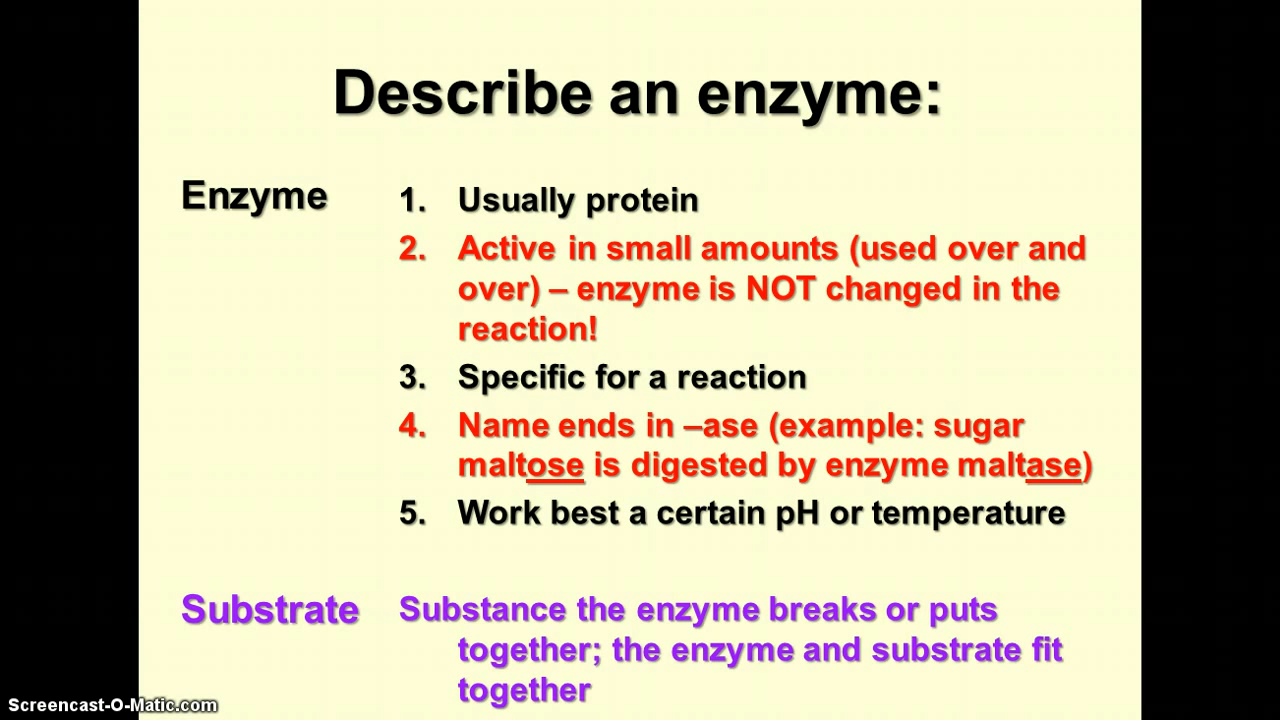 Describe an enzyme:
Enzyme
1. Usually protein
2. Active in small amounts (used over and
over) – enzyme is NOT changed in the
reaction!
3. Specific for a reaction
4. Name ends in –ase (example: sugar
maltose is digested by enzyme maltase)
5. Work best a certain pH or temperature
Substrate
Substance the enzyme breaks or puts
together; the enzyme and substrate fit
together
Screencast-O-Matic.com